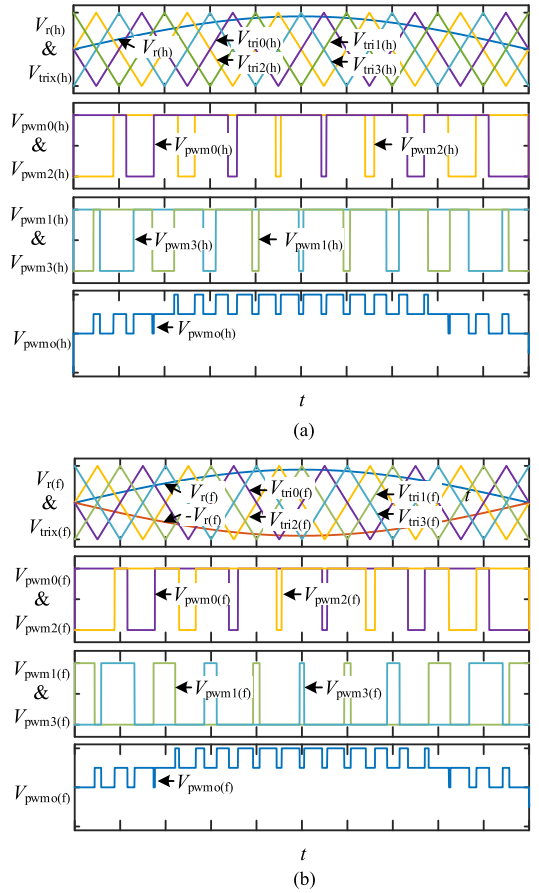 V_r(h)
&
V_trix(h)
V_r(h)
V_tri0(h)
V_tri2(h)
V_tri1(h)
V_tri3(h)
V_pwm0(h)
&
V_pwm2(h)
V_pwm0(h)
V_pwm2(h)
V_pwm1(h)
&
V_pwm3(h)
V_pwm3(h)
V_pwm1(h)
V_pwmo(h)
V_pwmo(h)
t
(a)
V_r(f)
&
V_trix(f)
V_r(f)
-V_r(f)
V_tri0(f)
V_tri2(f)
V_tri1(f)
V_tri3(f)
t
V_pwm0(f)
&
V_pwm2(f)
V_pwm0(f)
V_pwm2(f)
V_pwm1(f)
&
V_pwm3(f)
V_pwm1(f)
V_pwm3(f)
V_pwmo(f)
V_pwmo(f)
t
(b)